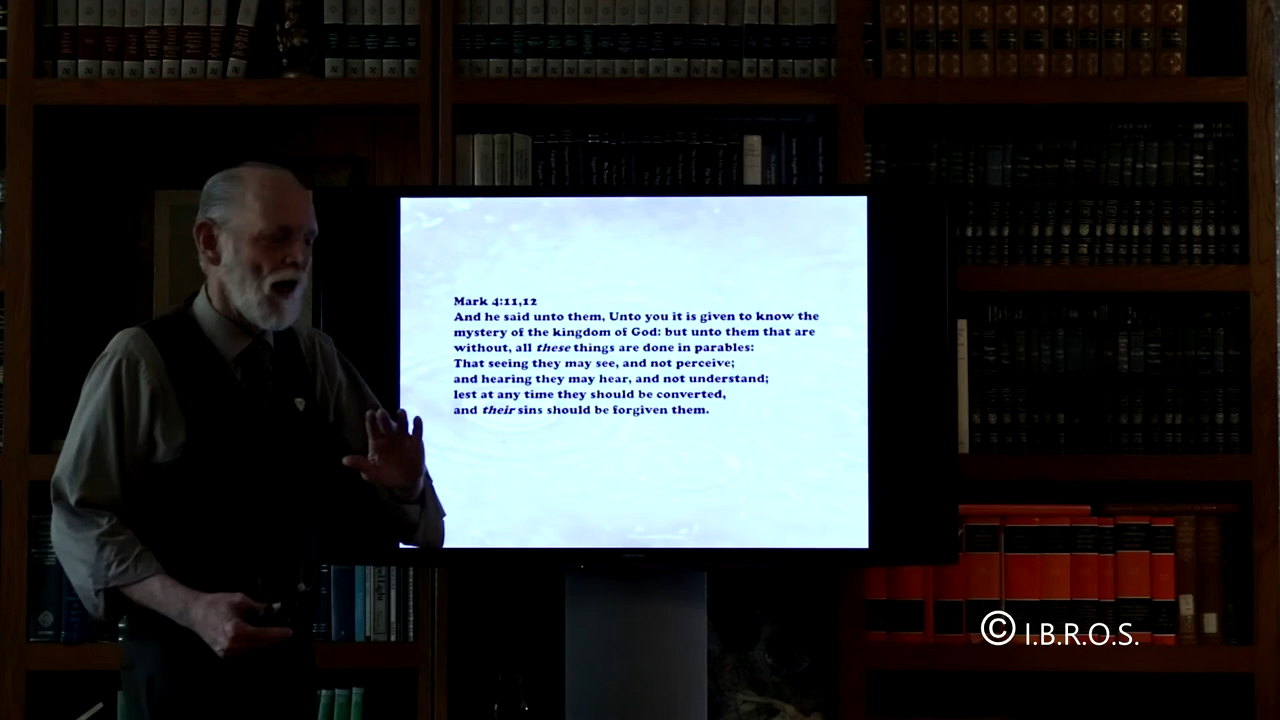 Mark 4:11,12
And he said unto them, Unto you it is given to know the
mystery of the kingdom of God: but unto them that are
without, all these things are done in parables:
That seeing they may see, and not perceive;
and hearing they may hear, and not understand;
lest at any time they should be converted,
and their sins should be forgiven them.
© I.B.R.O.S.